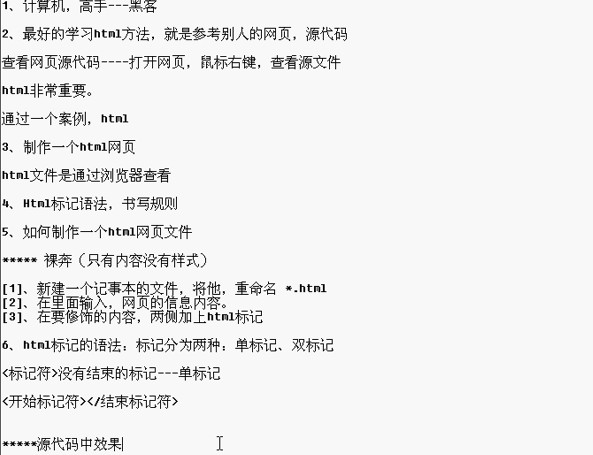 1、计算机，高手---黑客
2、最好的学习html方法，就是参考别人的网页，源代码
查看网页源代码----打开网页，鼠标右键，查看源文件
html非常重要。
通过一个案例，html
3、制作一个html网页
html文件是通过浏览器查看
4、Html标记语法，书写规则
5、如何制作一个html网页文件
***** 裸奔（只有内容没有样式）
[1]、新建一个记事本的文件，将他，重命名 *.html
[2]、在里面输入，网页的信息内容。
[3]、在要修饰的内容，两侧加上html标记
6、html标记的语法：标记分为两种：单标记、双标记
<标记符>没有结束的标记---单标记
<开始标记符></结束标记符>
*****源代码中效果